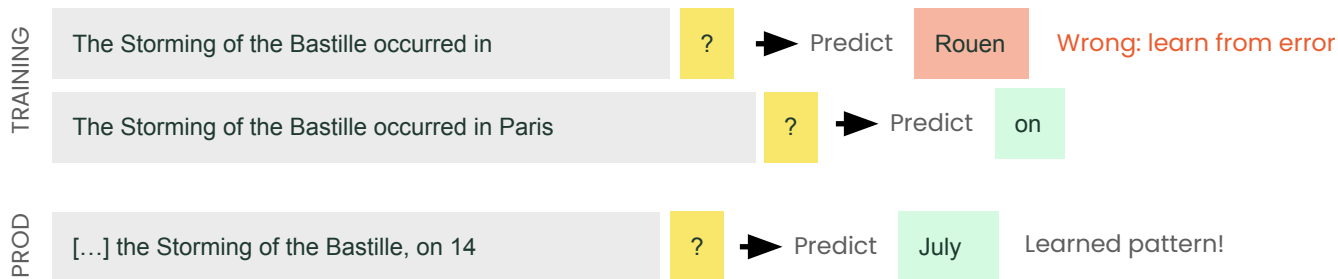 TRAINING
The Storming of the Bastille occurred in ? Predict Rouen Wrong: learn from error
The Storming of the Bastille occurred in Paris ? Predict on
PROD
[…] the Storming of the Bastille, on 14 ? Predict July Learned pattern!